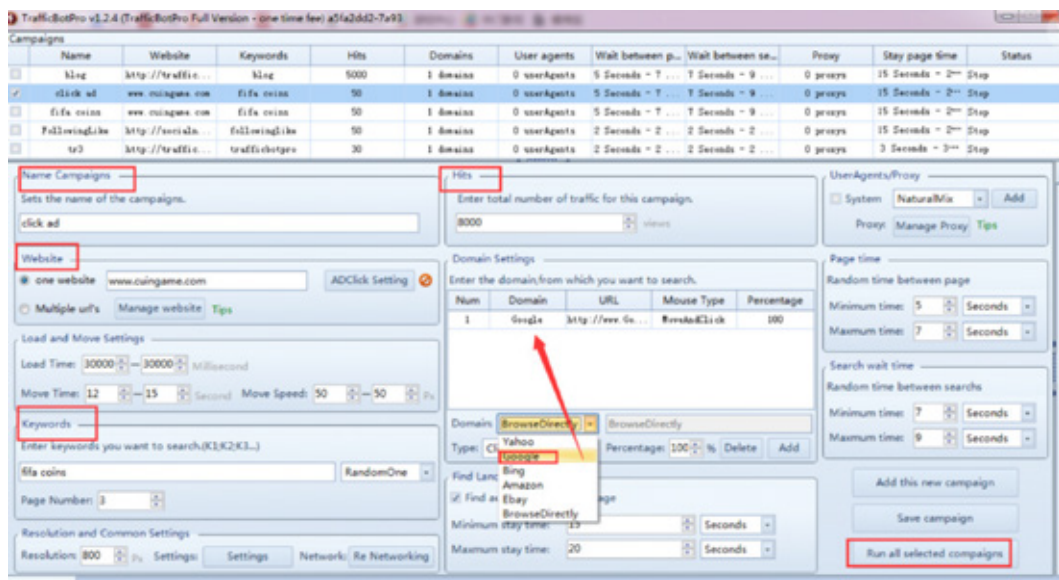 TrafficBotPro v1.2.4 (TrafficBotPro Full Version - one time fee) a5fa2dd2-7a93
Campaigns
Name Website Keywords Hits Domains User agents Wait between p... Wait between se... Proxy Stay page time Status
blog http://traffic... blog 5000 1 domains 0 userAgents 5 Seconds - 7 ... 7 Seconds - 9 ... 0 proxys 15 Seconds - 2... Stop
click ad www.cuingame.com fifa coins 50 1 domains 0 userAgents 5 Seconds - 7 ... 7 Seconds - 9 ... 0 proxys 15 Seconds - 2... Stop
fifa coins www.cuingame.com fifa coins 50 1 domains 0 userAgents 5 Seconds - 7 ... 7 Seconds - 9 ... 0 proxys 15 Seconds - 2... Stop
FollowingLike http://socialn... followingLike 50 1 domains 0 userAgents 2 Seconds - 2 ... 2 Seconds - 2 ... 0 proxys 15 Seconds - 2... Stop
tr3 http://traffic... trafficbotpro 30 1 domains 0 userAgents 2 Seconds - 2 ... 2 Seconds - 2 ... 0 proxys 3 Seconds - 3... Stop
Name Campaigns
Sets the name of the campaigns.
click ad
Website
one website www.cuingame.com ADClick Setting
Multiple url's Manage website Tips
Load and Move Settings
Load Time: 30000 - 30000 Millisecond
Move Time: 12 - 15 Second Move Speed: 50 - 50 Px
Keywords
Enter keywords you want to search.(K1;K2;K3...)
fifa coins RandomOne
Page Number: 3
Resolution and Common Settings
Resolution: 800 Px Settings: Settings Network: Re Networking
Hits
Enter total number of traffic for this campaign.
8000 views
Domain Settings
Enter the domain,from which you want to search.
Num Domain URL Mouse Type Percentage
1 Google http://www.Go... MoveAndClick 100
Domain: BrowseDirectly BrowseDirectly
Type: Percentage: 100 % Delete Add
Yahoo
Google
Bing
Amazon
Ebay
BrowseDirectly
Minimum stay time: 15 Seconds
Maxmum stay time: 20 Seconds
UserAgents/Proxy
System NaturalMix Add
Proxy: Manage Proxy Tips
Page time
Random time between page
Minimum time: 5 Seconds
Maxmum time: 7 Seconds
Search wait time
Random time between searchs
Minimum time: 7 Seconds
Maxmum time: 9 Seconds
Add this new campaign
Save campaign
Run all selected compaigns